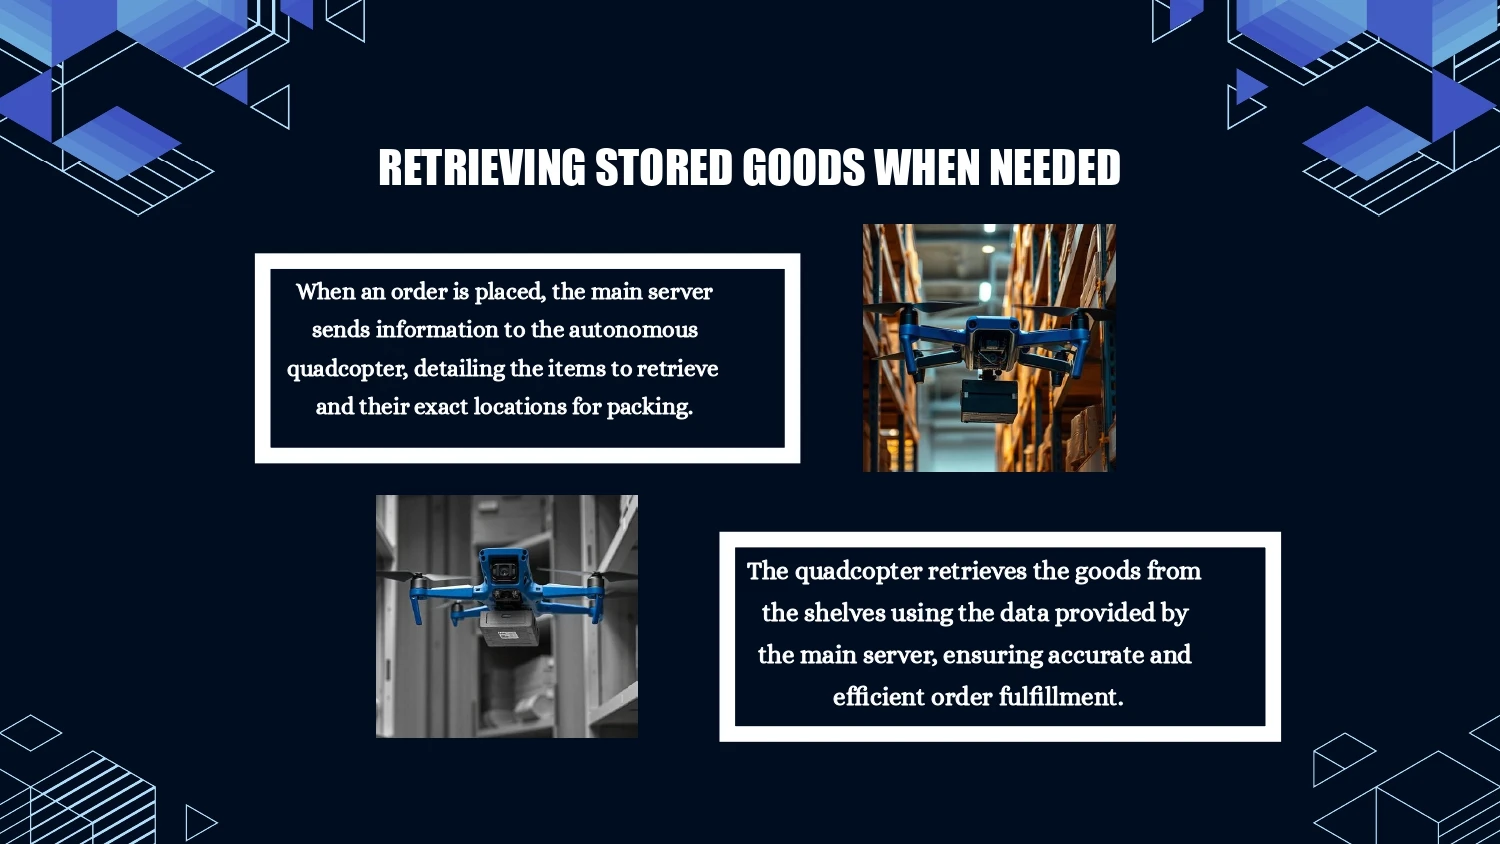 RETRIEVING STORED GOODS WHEN NEEDED
When an order is placed, the main server
sends information to the autonomous
quadcopter, detailing the items to retrieve
and their exact locations for packing.
The quadcopter retrieves the goods from
the shelves using the data provided by
the main server, ensuring accurate and
efficient order fulfillment.